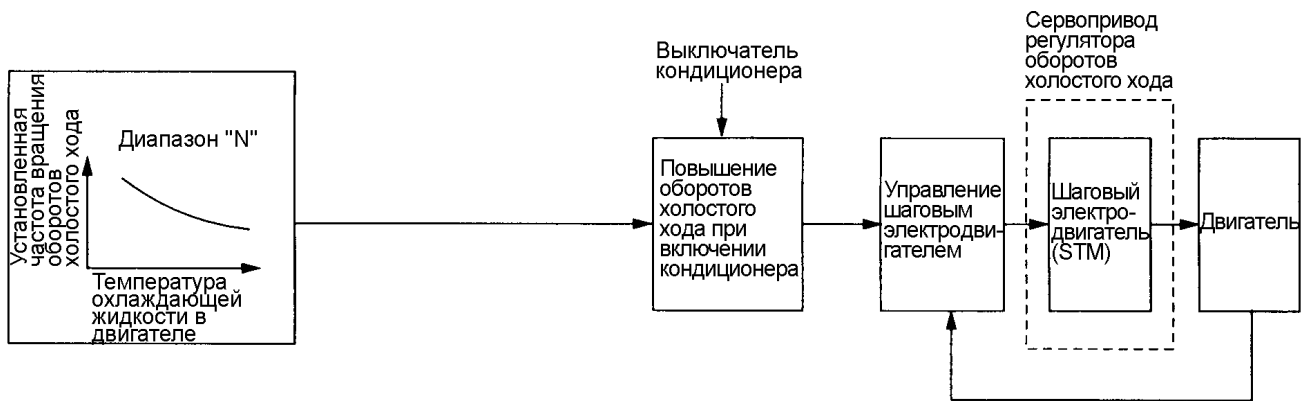 Установленная
частота вращения
оборотов
холостого хода
Диапазон "N"
Температура
охлаждающей
жидкости в
двигателе
Выключатель
кондиционера
Повышение
оборотов
холостого
хода при
включении
кондиционера
Управление
шаговым
электродви-
гателем
Сервопривод
регулятора
оборотов
холостого хода
Шаговый
электро-
двигатель
(STM)
Двигатель